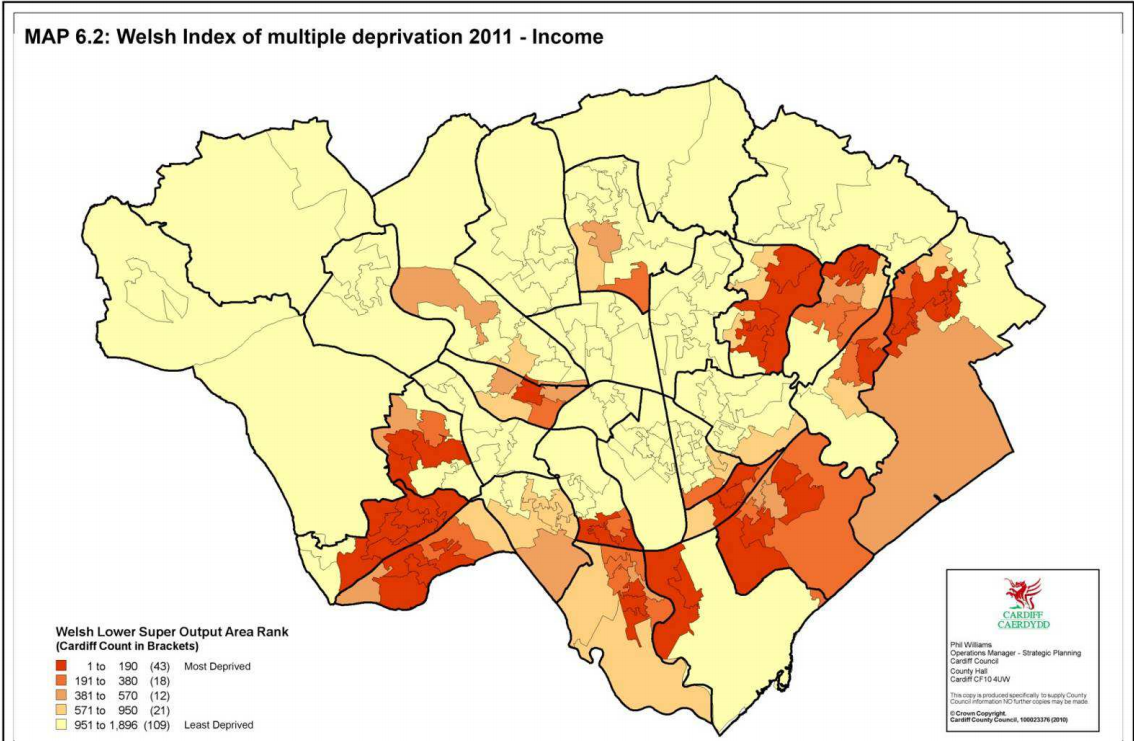 MAP 6.2: Welsh Index of multiple deprivation 2011 - Income
Welsh Lower Super Output Area Rank
(Cardiff Count in Brackets)
1 to 190 (43) Most Deprived
191 to 380 (18)
381 to 570 (12)
571 to 950 (21)
951 to 1,896 (109) Least Deprived
CARDIFF
CAERDYDD
Phil Williams
Operations Manager - Strategic Planning
Cardiff Council
County Hall
Cardiff CF10 4UW
This copy is produced specifically to supply County
Council information NO further copies may be made.
© Crown Copyright.
Cardiff County Council, 100023376 (2010)